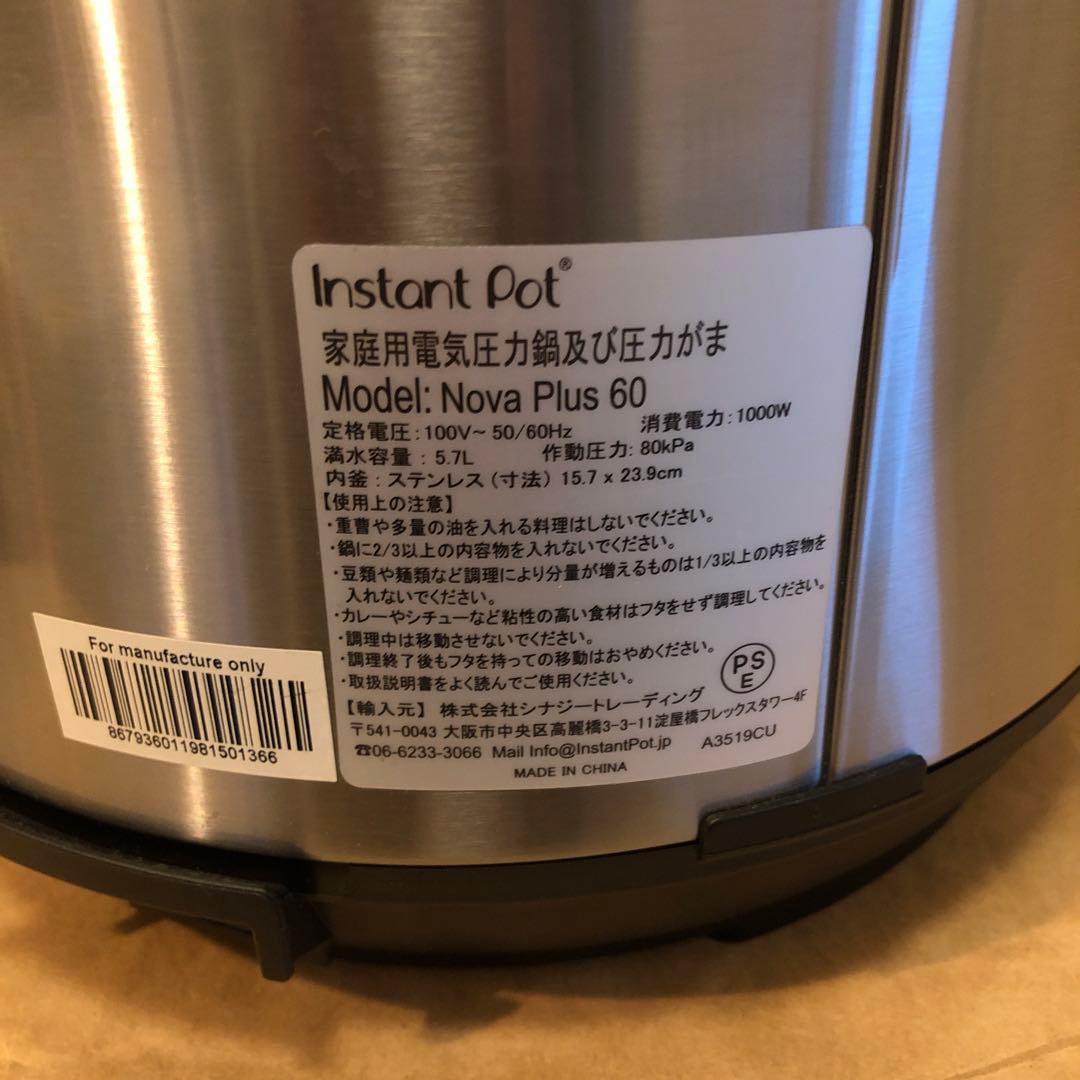 Instant Pot®
家庭用電気圧力鍋及び圧力がま
Model: Nova Plus 60
定格電圧:100V~ 50/60Hz 消費電力:1000W
満水容量: 5.7L 作動圧力: 80kPa
内釜:ステンレス(寸法) 15.7 x 23.9cm
【使用上の注意】
・重曹や多量の油を入れる料理はしないでください。
・鍋に2/3以上の内容物を入れないでください。
・豆類や麺類など調理により分量が増えるものは1/3以上の内容物を
入れないでください。
・カレーやシチューなど粘性の高い食材はフタをせず調理してください。
・調理中は移動させないでください。
・調理終了後もフタを持っての移動はおやめください。
・取扱説明書をよく読んでご使用ください。
PS
E
【輸入元】 株式会社シナジートレーディング
〒541-0043 大阪市中央区高麗橋3-3-11淀屋橋フレックスタワー4F
☎06-6233-3066 Mail Info@InstantPot.jp A3519CU
MADE IN CHINA
For manufacture only
867936011981501366